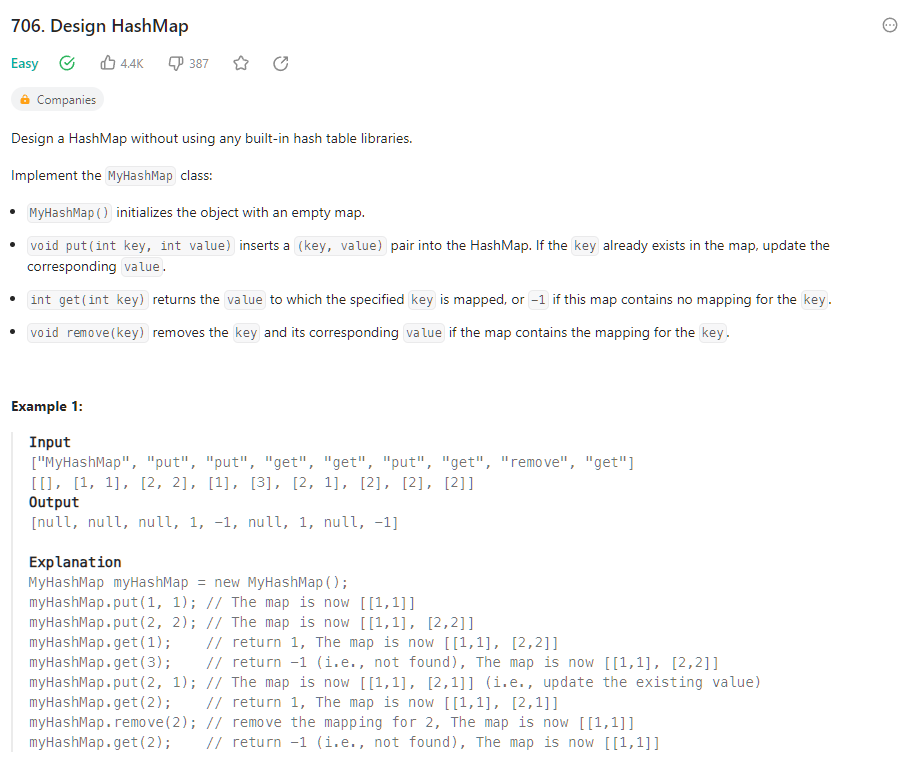 706. Design HashMap
Easy 4.4K 387
Companies
Design a HashMap without using any built-in hash table libraries.
Implement the MyHashMap class:
• MyHashMap() initializes the object with an empty map.
• void put(int key, int value) inserts a (key, value) pair into the HashMap. If the key already exists in the map, update the
corresponding value.
• int get(int key) returns the value to which the specified key is mapped, or -1 if this map contains no mapping for the key.
• void remove(key) removes the key and its corresponding value if the map contains the mapping for the key.
Example 1:
Input
["MyHashMap", "put", "put", "get", "get", "put", "get", "remove", "get"]
[[], [1, 1], [2, 2], [1], [3], [2, 1], [2], [2], [2]]
Output
[null, null, null, 1, -1, null, 1, null, -1]
Explanation
MyHashMap myHashMap = new MyHashMap();
myHashMap.put(1, 1); // The map is now [[1,1]]
myHashMap.put(2, 2); // The map is now [[1,1], [2,2]]
myHashMap.get(1);    // return 1, The map is now [[1,1], [2,2]]
myHashMap.get(3);    // return -1 (i.e., not found), The map is now [[1,1], [2,2]]
myHashMap.put(2, 1); // The map is now [[1,1], [2,1]] (i.e., update the existing value)
myHashMap.get(2);    // return 1, The map is now [[1,1], [2,1]]
myHashMap.remove(2); // remove the mapping for 2, The map is now [[1,1]]
myHashMap.get(2);    // return -1 (i.e., not found), The map is now [[1,1]]